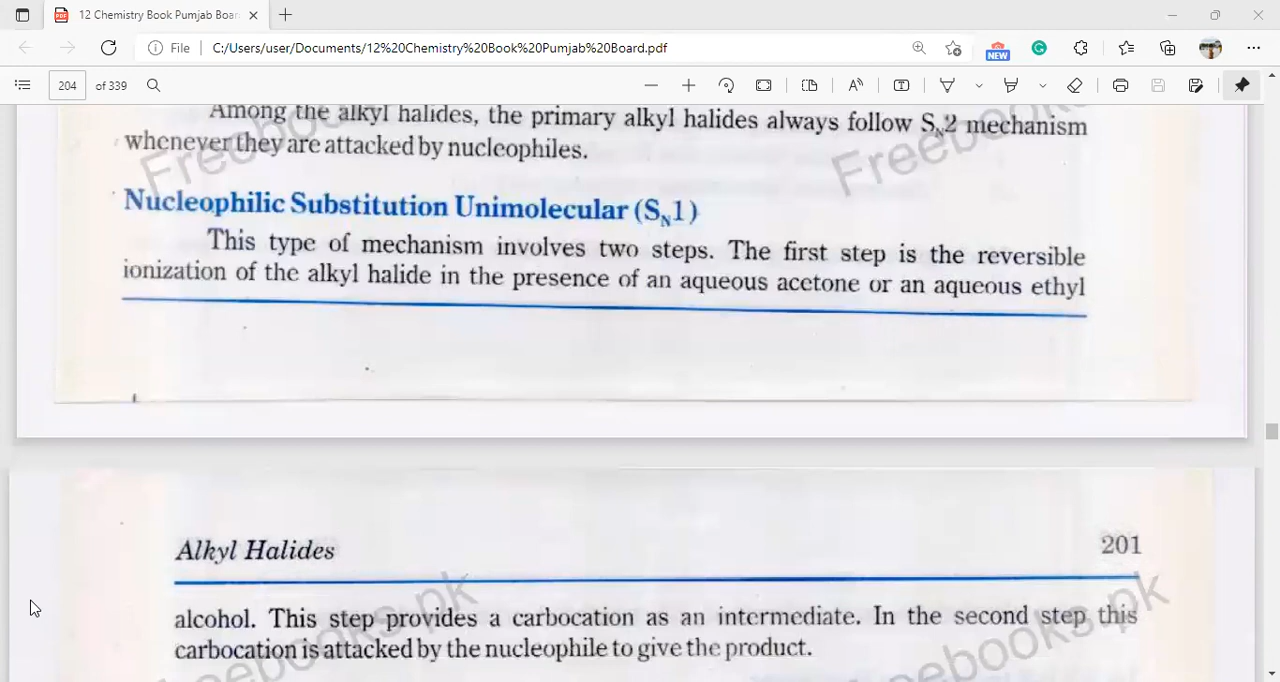 12 Chemistry Book Pumjab Boar
File C:/Users/user/Documents/12%20Chemistry%20Book%20Pumjab%20Board.pdf
NEW
204 of 339
Among the alkyl halides, the primary alkyl halides always follow SN2 mechanism
whenever they are attacked by nucleophiles.
Nucleophilic Substitution Unimolecular (SN1)
This type of mechanism involves two steps. The first step is the reversible
ionization of the alkyl halide in the presence of an aqueous acetone or an aqueous ethyl
Alkyl Halides 201
alcohol. This step provides a carbocation as an intermediate. In the second step this
carbocation is attacked by the nucleophile to give the product.
Freebooks.pk